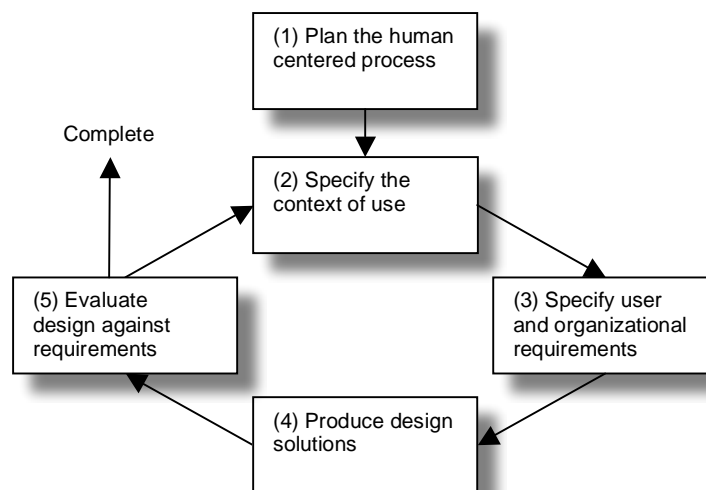 (1) Plan the human
centered process
Complete
(2) Specify the
context of use
(5) Evaluate
design against
requirements
(3) Specify user
and organizational
requirements
(4) Produce design
solutions